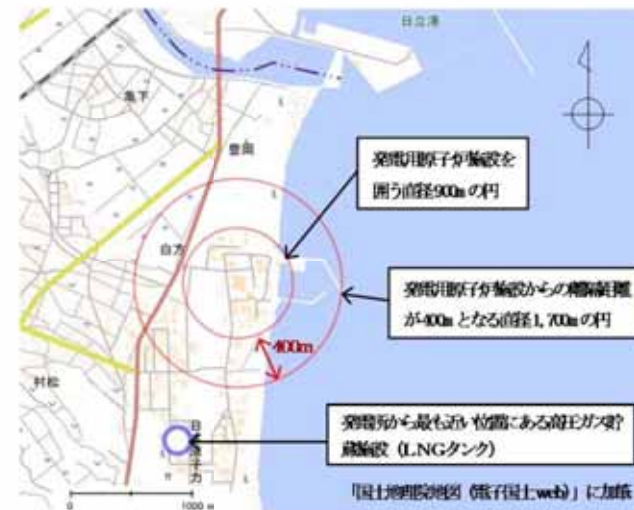 日立港
亀下
豊岡
発電用原子炉施設を
囲う直径900mの円
白方
発電用原子炉施設からの離隔距離
が400mとなる直径1,700mの円
400m
村松
発電所から最も近い位置にある高圧ガス貯
蔵施設（LNGタンク）
0
1000 m
「国土地理院地図（電子国土web）」に加筆